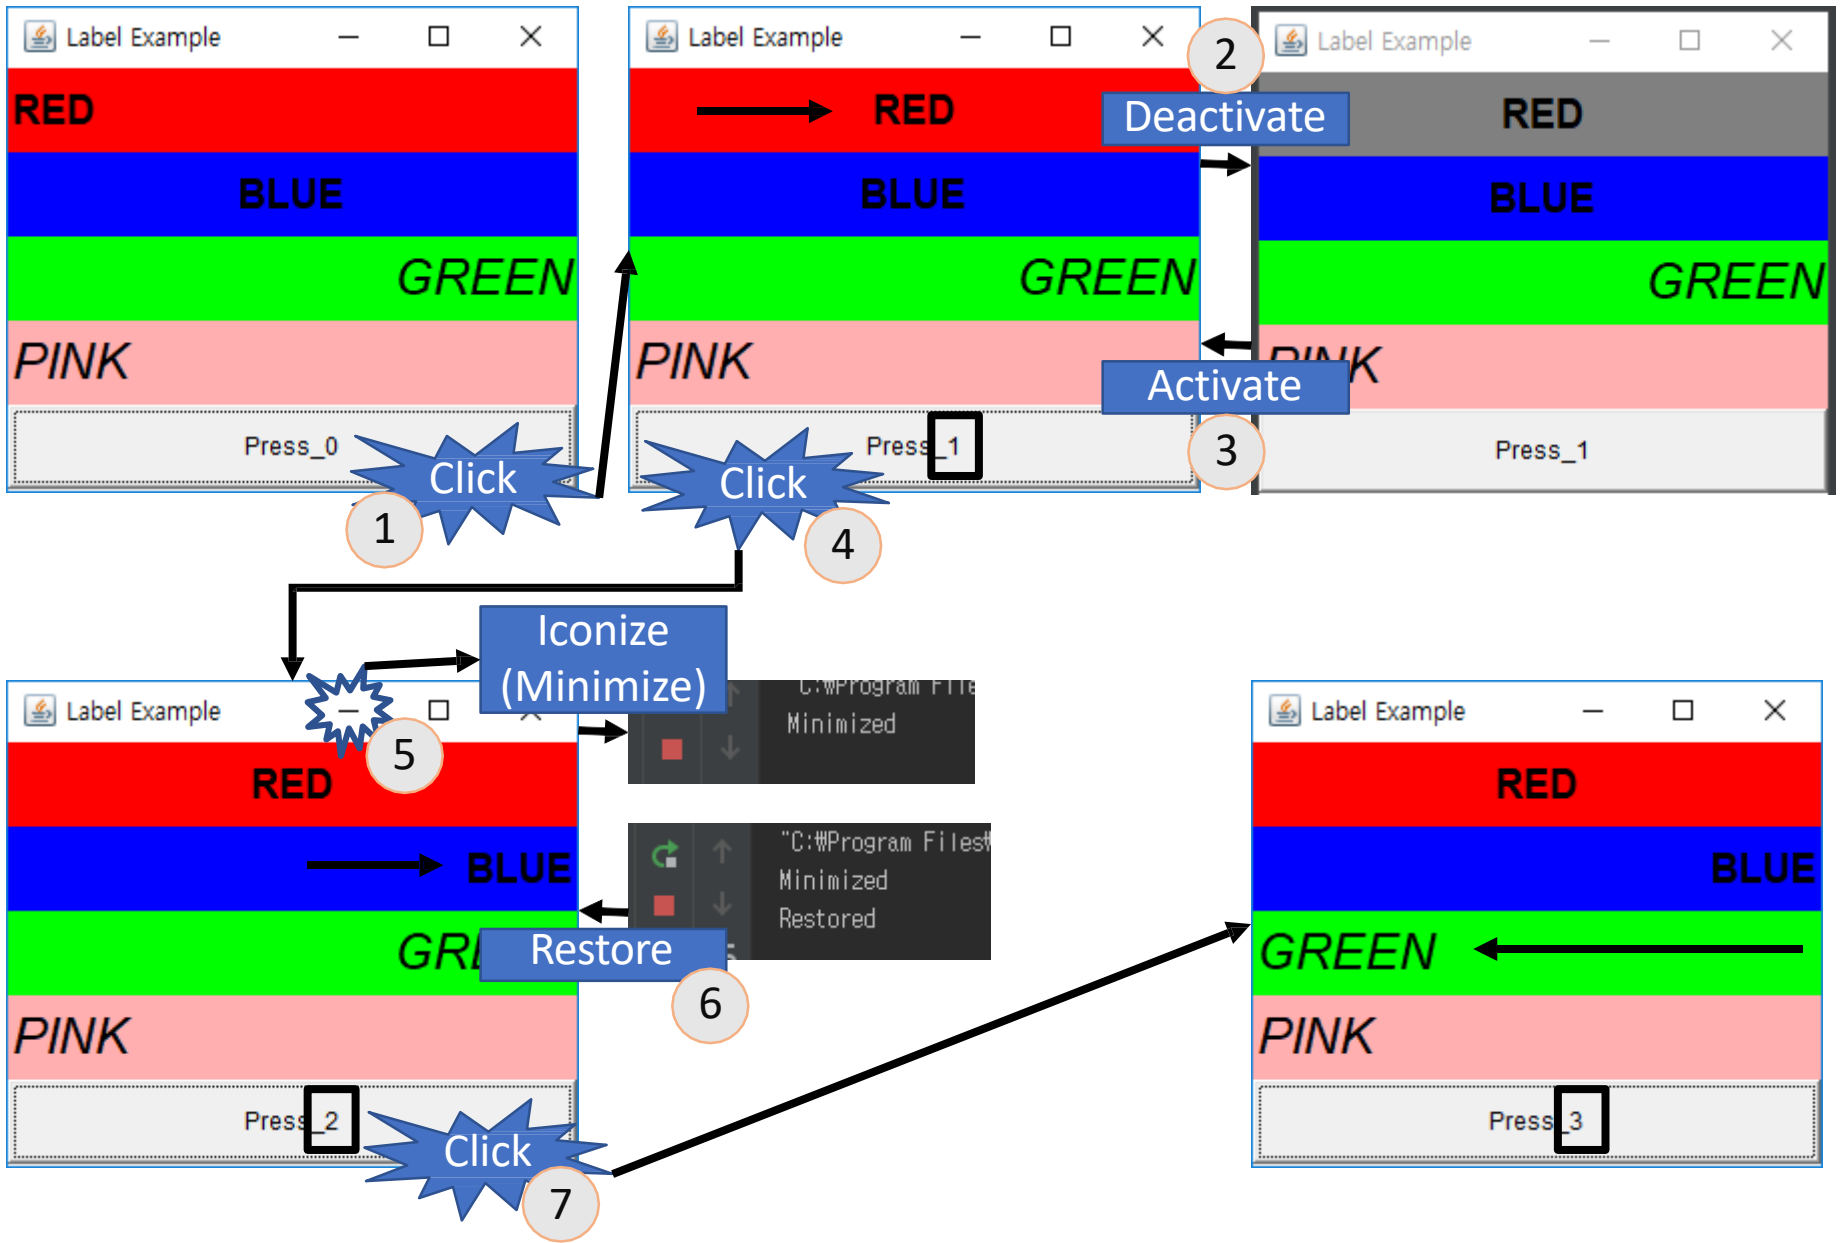 Label Example
RED
BLUE
GREEN
PINK
Press_0
Click
1
Label Example
RED
BLUE
GREEN
PINK
Press_1
Click
4
2
Deactivate
Activate
3
Label Example
RED
BLUE
GREEN
PINK
Press_1
Label Example
RED
BLUE
PINK
Press_2
5
Iconize
(Minimize)
Minimized
"C:₩Program Files₩
Minimized
Restored
Restore
6
Click
7
Label Example
RED
BLUE
GREEN
PINK
Press_3